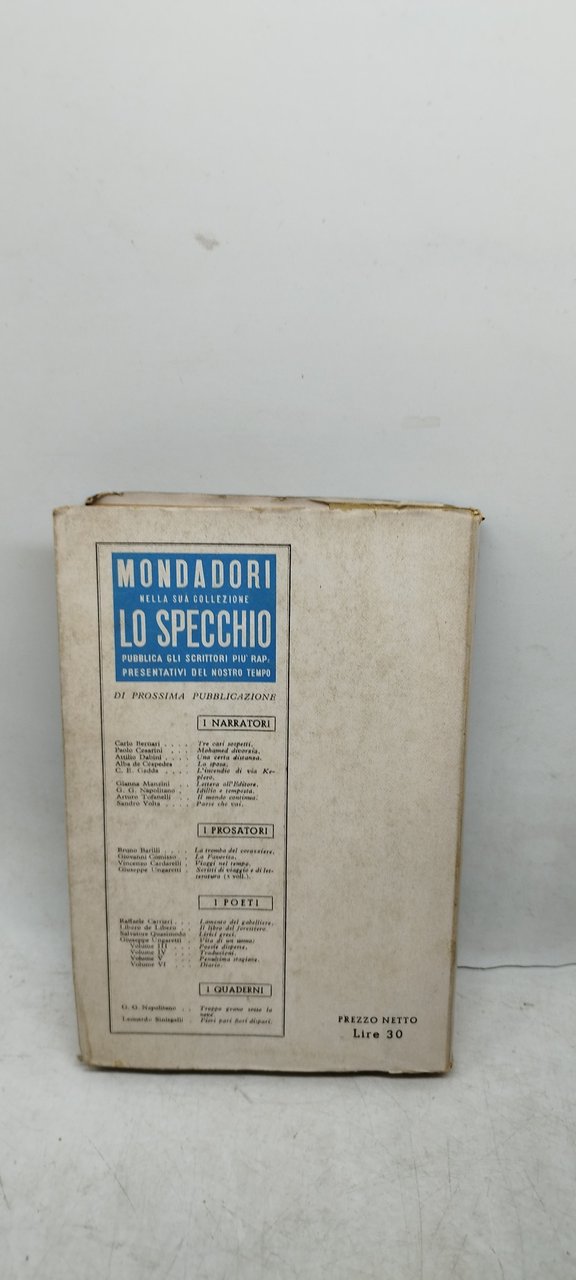 MONDADORI
NELLA SUA COLLEZIONE
LO SPECCHIO
PUBBLICA GLI SCRITTORI PIU' RAP-
PRESENTATIVI DEL NOSTRO TEMPO
DI PROSSIMA PUBBLICAZIONE
I NARRATORI
Carlo Bernari . . . . Tre casi sospetti.
Paolo Cesarini . . . Mohamed divorzia.
Attilio Dabini . . . . Una certa distanza.
Alba de Cespedes . La sposa.
C. E. Gadda . . . . L'incendio di via Ke-
plero.
Gianna Manzini . . Lettera all'Editore.
G. G. Napolitano . . Idillio e tempesta.
Arturo Tofanelli . . Il mondo continua.
Sandro Volta . . . . Parte che vai.
I PROSATORI
Bruno Barilli . . . . La tromba del corazziere.
Giovanni Comisso . . La Favorita.
Vincenzo Cardarelli . Viaggi nel tempo.
Giuseppe Ungaretti . Scritti di viaggio e di let-
teratura (3 voll.).
I POETI
Raffaele Carrieri . . . Lamento del gabelliere.
Libero de Libero . . Il libro del forestiero.
Salvatore Quasimodo . Lirici greci.
Giuseppe Ungaretti . Vita di un uomo:
Volume III . . Poesie disperse.
Volume IV . . Traduzioni.
Volume V . . Penultima stagione.
Volume VI . . Diario.
I QUADERNI
G. G. Napolitano . . Troppo grano sotto la
neve.
Leonardo Sinisgalli . Fiori pari fiori dispari.
PREZZO NETTO
Lire 30